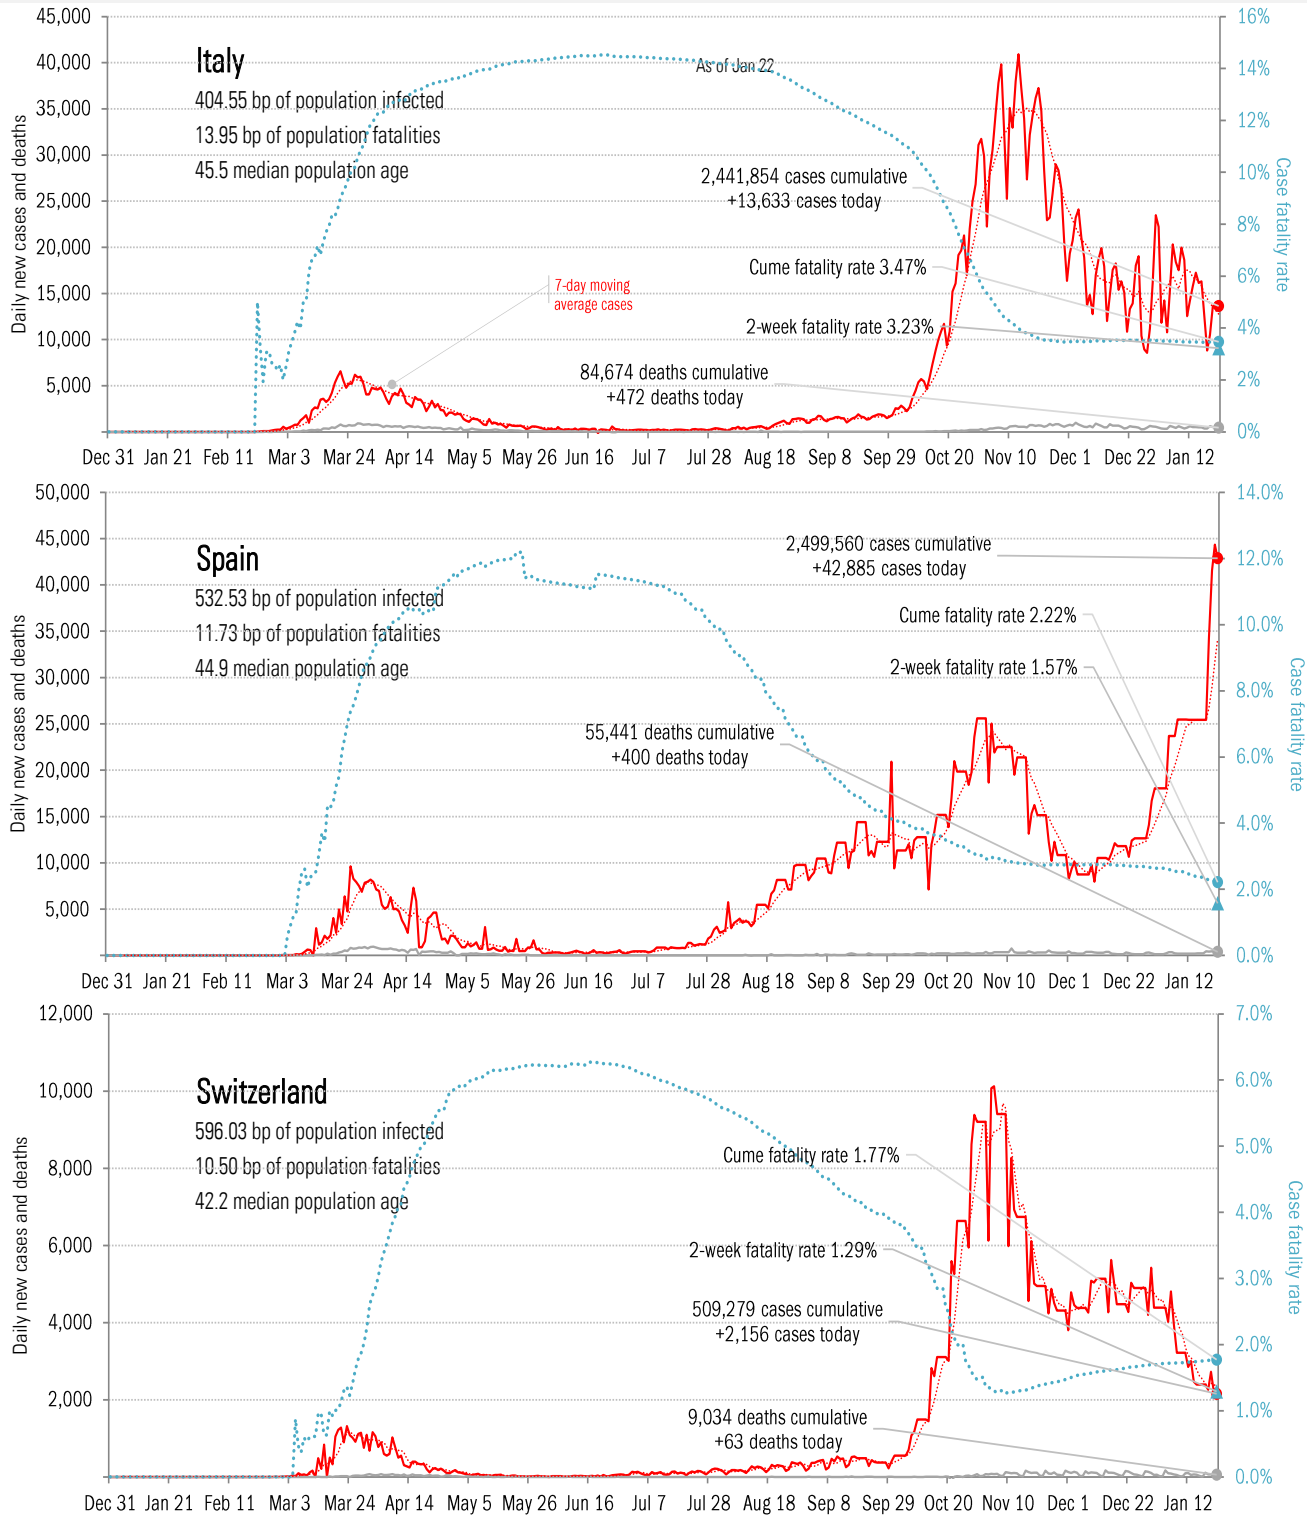 45,000
40,000
35,000
30,000
25,000
20,000
15,000
10,000
5,000
Daily new cases and deaths
Italy
404.55 bp of population infected
13.95 bp of population fatalities
45.5 median population age
As of Jan 22
2,441,854 cases cumulative
+13,633 cases today
Cume fatality rate 3.47%
7-day moving
average cases
2-week fatality rate 3.23%
84,674 deaths cumulative
+472 deaths today
16%
14%
12%
10%
8%
6%
4%
2%
0%
Case fatality rate
Dec 31 Jan 21 Feb 11 Mar 3 Mar 24 Apr 14 May 5 May 26 Jun 16 Jul 7 Jul 28 Aug 18 Sep 8 Sep 29 Oct 20 Nov 10 Dec 1 Dec 22 Jan 12
50,000
45,000
40,000
35,000
30,000
25,000
20,000
15,000
10,000
5,000
Daily new cases and deaths
Spain
532.53 bp of population infected
11.73 bp of population fatalities
44.9 median population age
2,499,560 cases cumulative
+42,885 cases today
Cume fatality rate 2.22%
2-week fatality rate 1.57%
55,441 deaths cumulative
+400 deaths today
14.0%
12.0%
10.0%
8.0%
6.0%
4.0%
2.0%
0.0%
Case fatality rate
Dec 31 Jan 21 Feb 11 Mar 3 Mar 24 Apr 14 May 5 May 26 Jun 16 Jul 7 Jul 28 Aug 18 Sep 8 Sep 29 Oct 20 Nov 10 Dec 1 Dec 22 Jan 12
12,000
10,000
8,000
6,000
4,000
2,000
Daily new cases and deaths
Switzerland
596.03 bp of population infected
10.50 bp of population fatalities
42.2 median population age
Cume fatality rate 1.77%
2-week fatality rate 1.29%
509,279 cases cumulative
+2,156 cases today
9,034 deaths cumulative
+63 deaths today
7.0%
6.0%
5.0%
4.0%
3.0%
2.0%
1.0%
0.0%
Case fatality rate
Dec 31 Jan 21 Feb 11 Mar 3 Mar 24 Apr 14 May 5 May 26 Jun 16 Jul 7 Jul 28 Aug 18 Sep 8 Sep 29 Oct 20 Nov 10 Dec 1 Dec 22 Jan 12